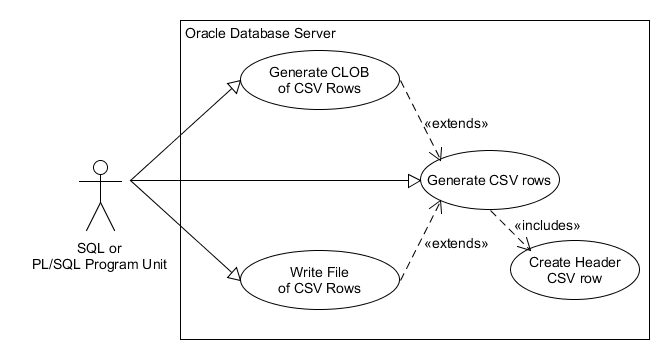 Oracle Database Server
Generate CLOB
of CSV Rows
«extends»
Generate CSV rows
«includes»
SQL or
PL/SQL Program Unit
«extends»
Write File
of CSV Rows
Create Header
CSV row